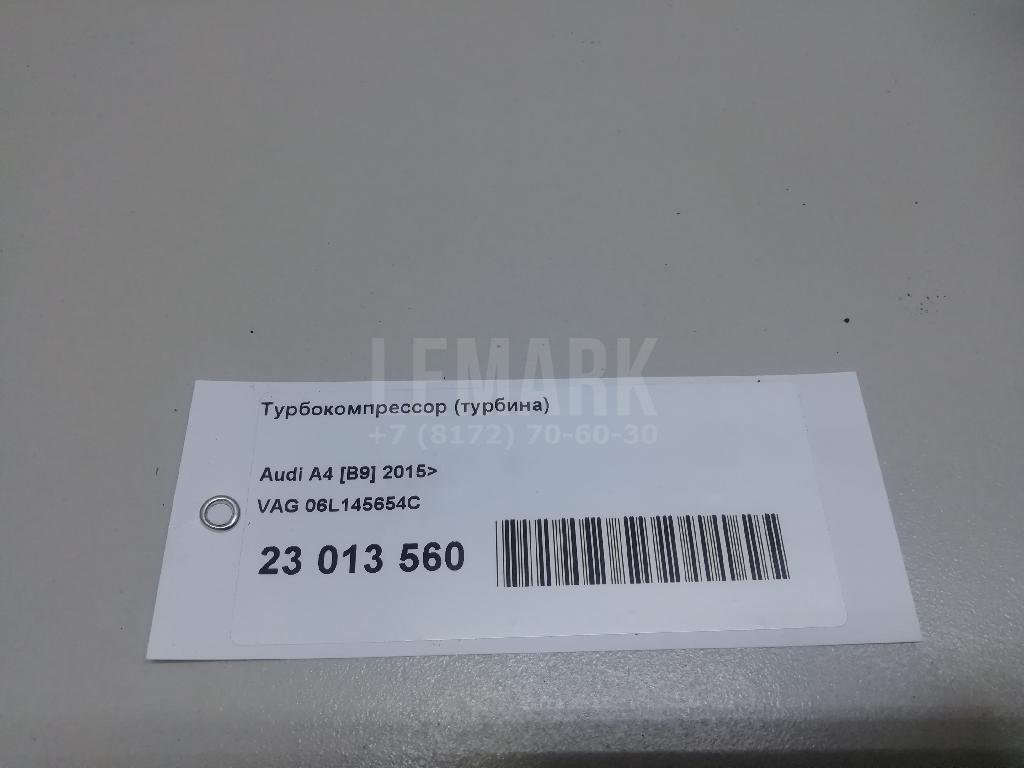 LEMARK
Турбокомпрессор (турбина)
+7 (8172) 70-60-30
Audi A4 [B9] 2015>
VAG 06L145654C
23 013 560